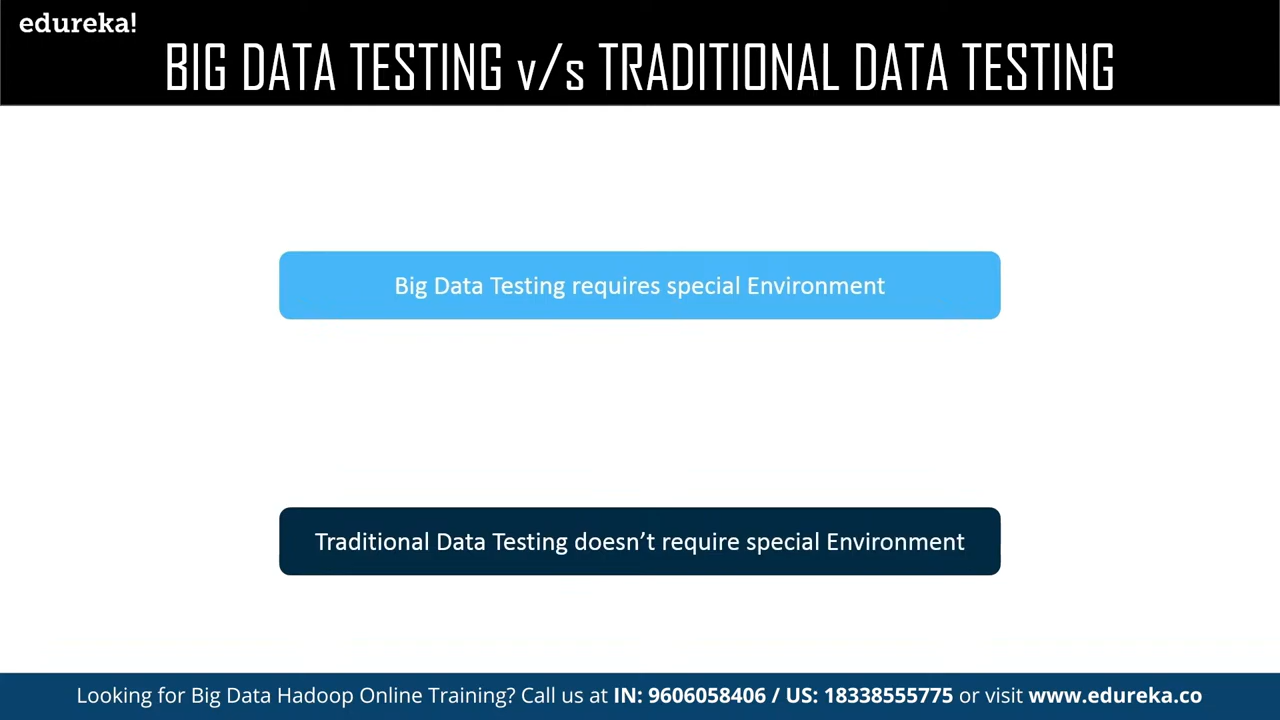 edureka!
BIG DATA TESTING v/s TRADITIONAL DATA TESTING
Big Data Testing requires special Environment
Traditional Data Testing doesn’t require special Environment
Looking for Big Data Hadoop Online Training? Call us at IN: 9606058406 / US: 18338555775 or visit www.edureka.co